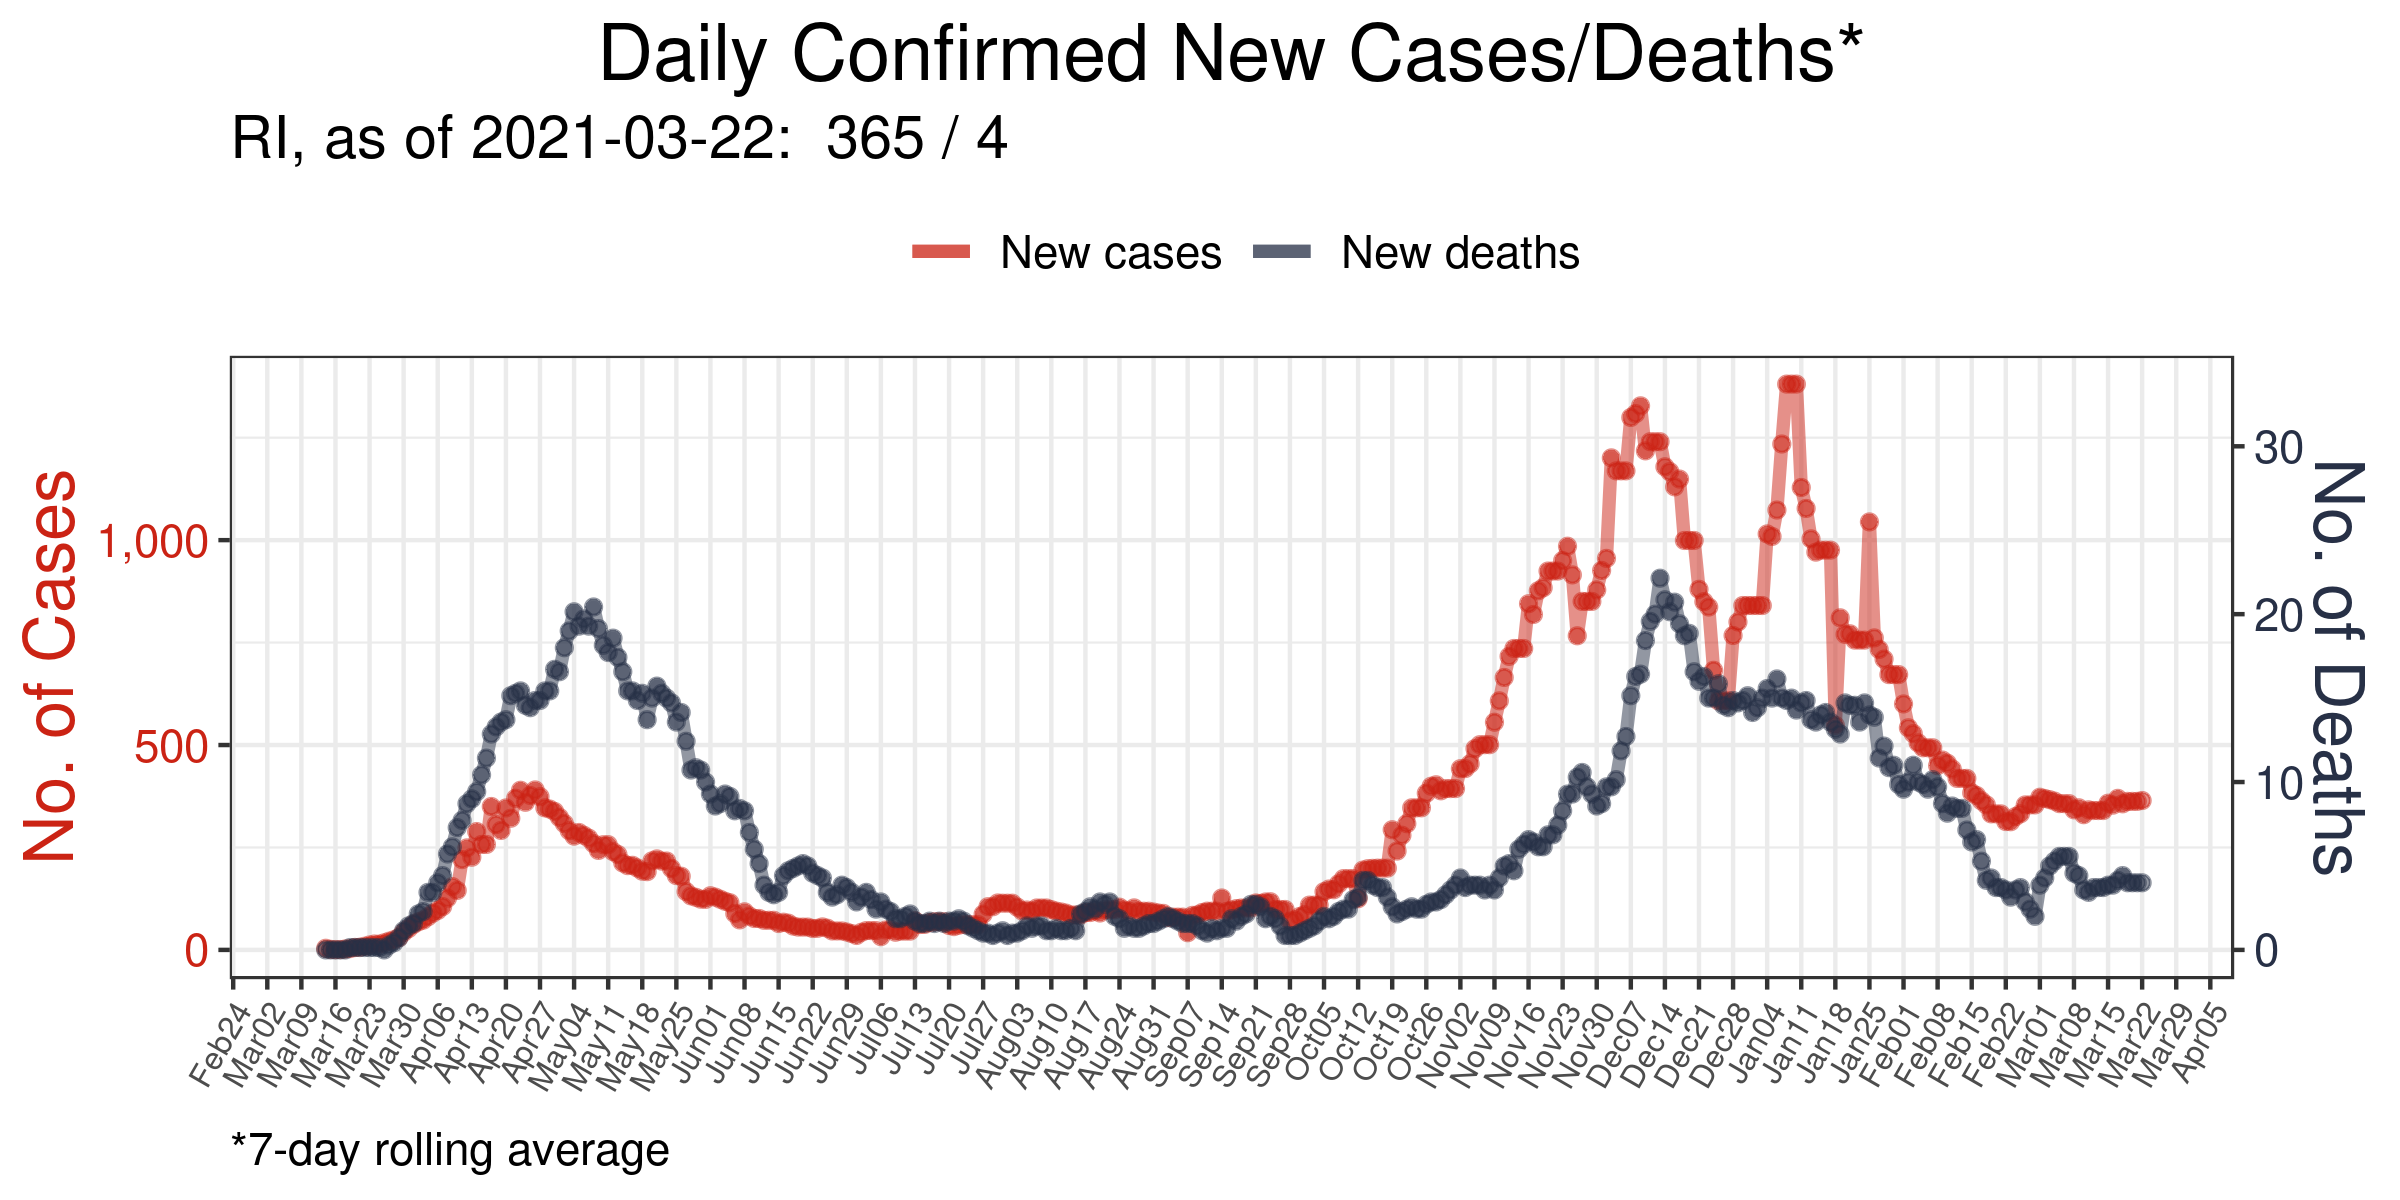 Daily Confirmed New Cases/Deaths*
RI, as of 2021-03-22:  365 / 4
New cases New deaths
No. of Cases
1,000
500
0
30
20
10
0
No. of Deaths
Feb24 Mar02 Mar09 Mar16 Mar23 Mar30 Apr06 Apr13 Apr20 Apr27 May04 May11 May18 May25 Jun01 Jun08 Jun15 Jun22 Jun29 Jul06 Jul13 Jul20 Jul27 Aug03 Aug10 Aug17 Aug24 Aug31 Sep07 Sep14 Sep21 Sep28 Oct05 Oct12 Oct19 Oct26 Nov02 Nov09 Nov16 Nov23 Nov30 Dec07 Dec14 Dec21 Dec28 Jan04 Jan11 Jan18 Jan25 Feb01 Feb08 Feb15 Feb22 Mar01 Mar08 Mar15 Mar22 Mar29 Apr05
*7-day rolling average